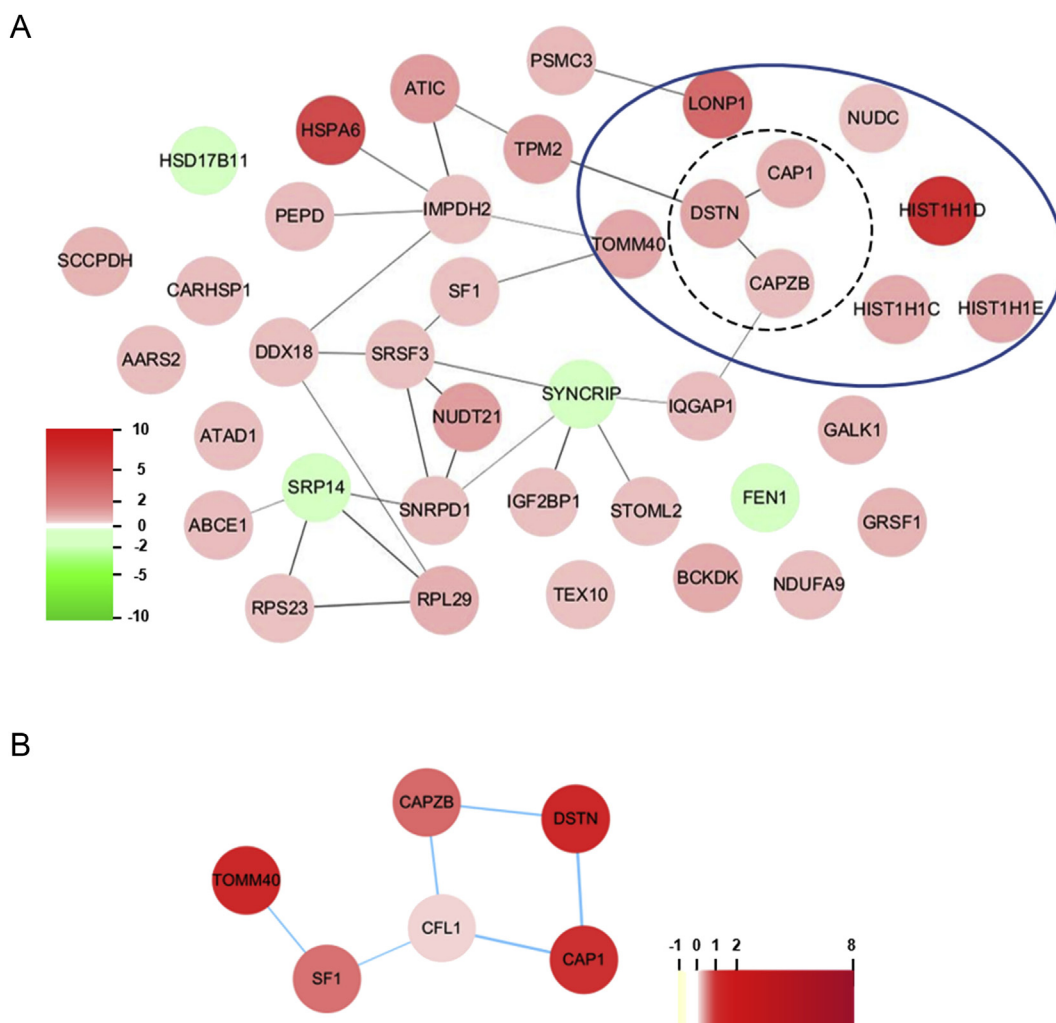 A
PSMC3
ATIC
LONP1
NUDC
HSPA6
TPM2
HSD17B11
CAP1
IMPDH2
DSTN
HIST1H1D
PEPD
TOMM40
SCCPDH
CARHSP1
SF1
CAPZB
HIST1H1C
HIST1H1E
AARS2
DDX18
SRSF3
SYNCRIP
IQGAP1
NUDT21
GALK1
ATAD1
10
5
2
0
-2
-5
-10
SRP14
FEN1
ABCE1
SNRPD1
IGF2BP1
STOML2
GRSF1
BCKDK
NDUFA9
RPS23
RPL29
TEX10
B
CAPZB
DSTN
TOMM40
CFL1
SF1
CAP1
-1 0 1 2 8